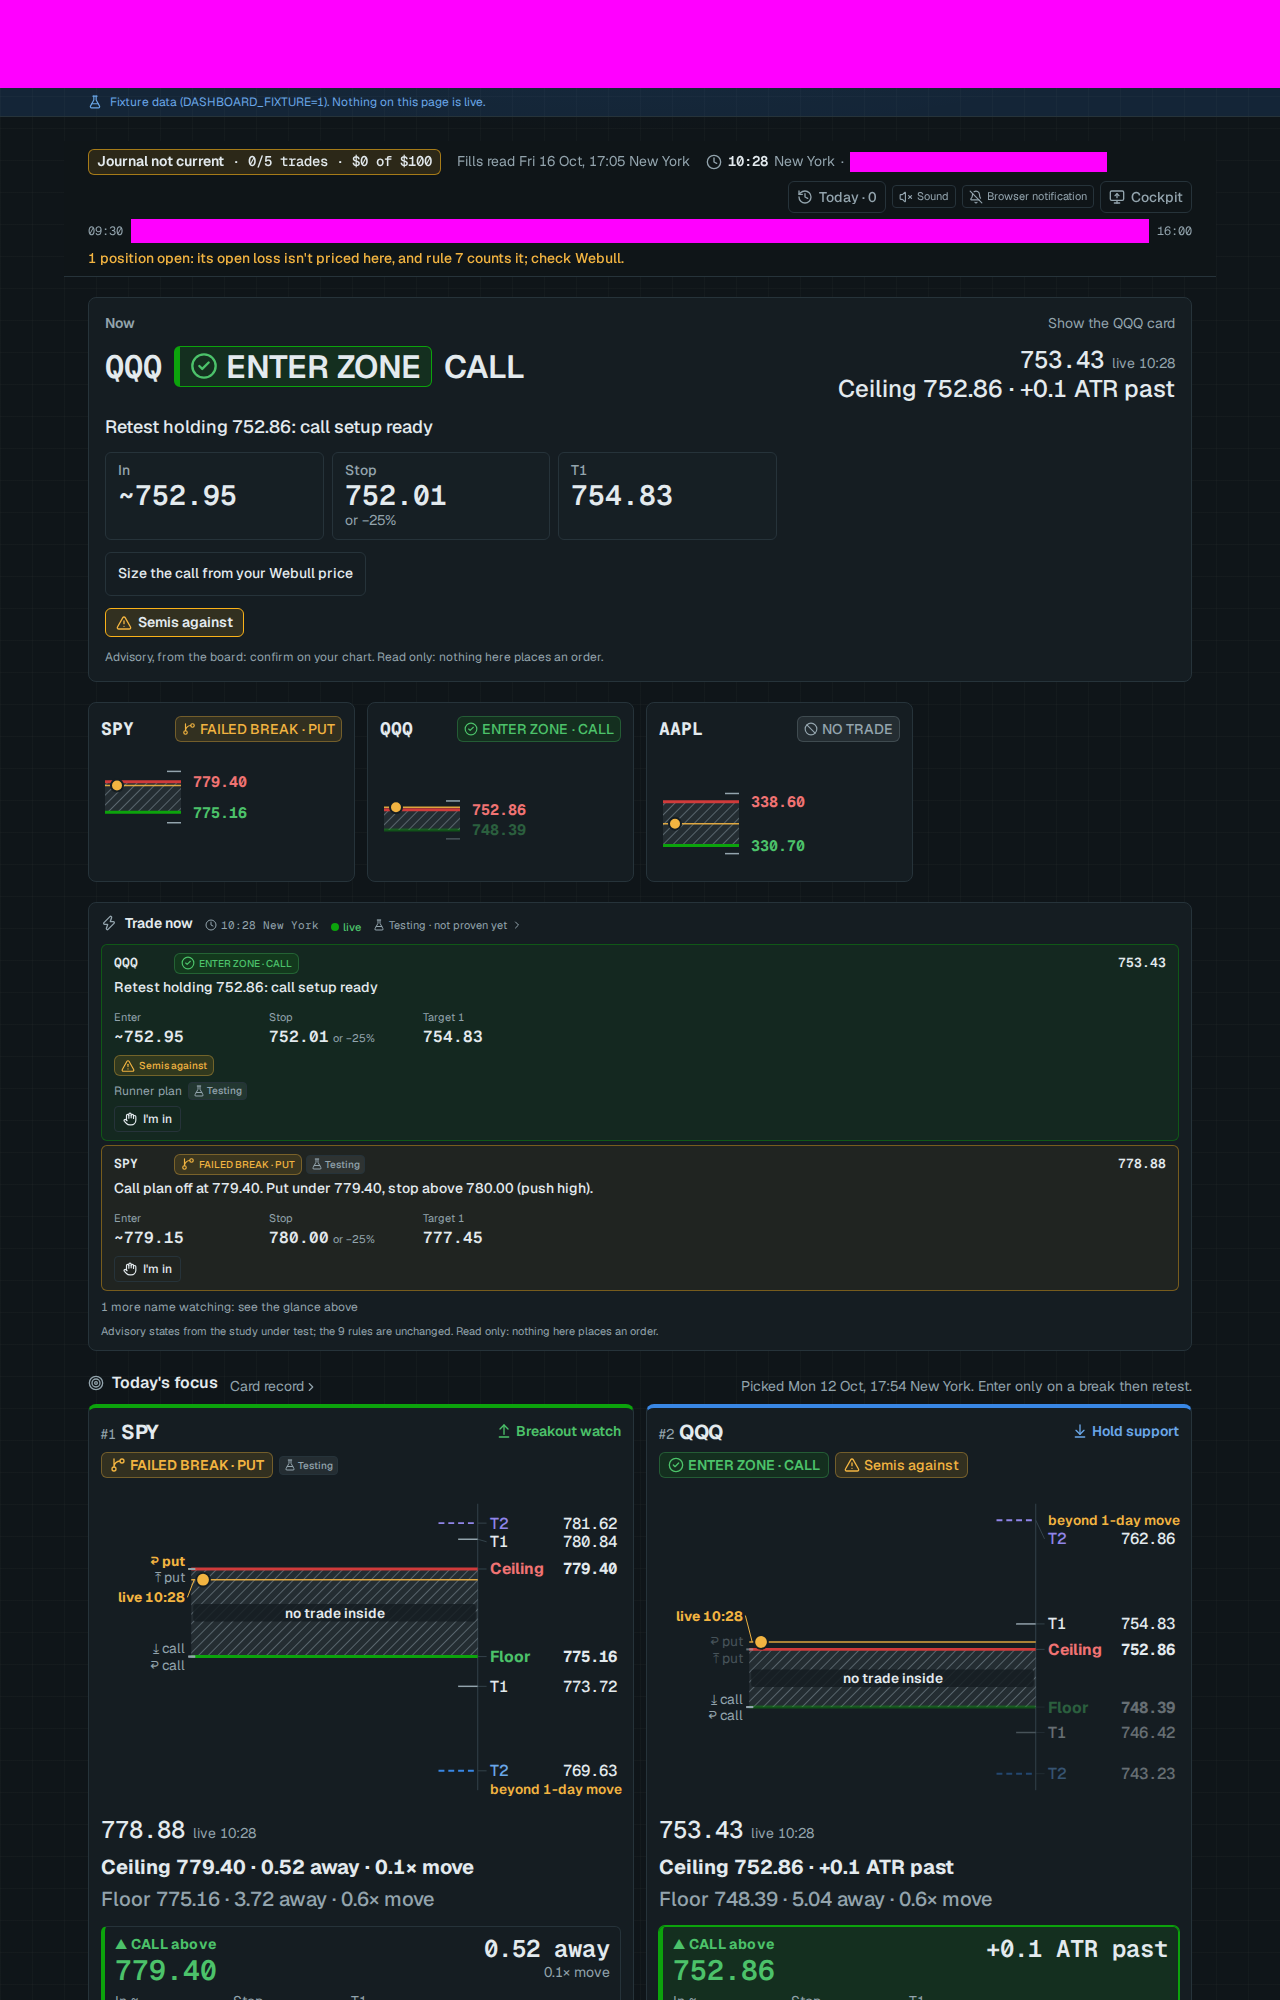 Fixture data (DASHBOARD_FIXTURE=1). Nothing on this page is live.
Journal not current · 0/5 trades · $0 of $100
Fills read Fri 16 Oct, 17:05 New York
10:28 New York ·
Today · 0
Sound
Browser notification
Cockpit
09:30
16:00
1 position open: its open loss isn't priced here, and rule 7 counts it; check Webull.
Now
Show the QQQ card
QQQ ENTER ZONE CALL
753.43 live 10:28
Ceiling 752.86 · +0.1 ATR past
Retest holding 752.86: call setup ready
In
~752.95
Stop
752.01
or −25%
T1
754.83
Size the call from your Webull price
Semis against
Advisory, from the board: confirm on your chart. Read only: nothing here places an order.
SPY
FAILED BREAK · PUT
779.40
775.16
QQQ
ENTER ZONE · CALL
752.86
748.39
AAPL
NO TRADE
338.60
330.70
Trade now
10:28 New York
live
Testing · not proven yet
QQQ
ENTER ZONE · CALL
753.43
Retest holding 752.86: call setup ready
Enter
~752.95
Stop
752.01 or −25%
Target 1
754.83
Semis against
Runner plan
Testing
I'm in
SPY
FAILED BREAK · PUT
Testing
778.88
Call plan off at 779.40. Put under 779.40, stop above 780.00 (push high).
Enter
~779.15
Stop
780.00 or −25%
Target 1
777.45
I'm in
1 more name watching: see the glance above
Advisory states from the study under test; the 9 rules are unchanged. Read only: nothing here places an order.
Today's focus
Card record
Picked Mon 12 Oct, 17:54 New York. Enter only on a break then retest.
#1 SPY
Breakout watch
FAILED BREAK · PUT
Testing
T2 781.62
T1 780.84
put
Ceiling 779.40
put
live 10:28
no trade inside
call
Floor 775.16
call
T1 773.72
T2 769.63
beyond 1-day move
778.88 live 10:28
Ceiling 779.40 · 0.52 away · 0.1× move
Floor 775.16 · 3.72 away · 0.6× move
▲ CALL above
779.40
0.52 away
0.1× move
In ~
Stop
T1
#2 QQQ
Hold support
ENTER ZONE · CALL
Semis against
beyond 1-day move
T2 762.86
live 10:28
T1 754.83
put
Ceiling 752.86
put
no trade inside
call
Floor 748.39
call
T1 746.42
T2 743.23
753.43 live 10:28
Ceiling 752.86 · +0.1 ATR past
Floor 748.39 · 5.04 away · 0.6× move
▲ CALL above
752.86
+0.1 ATR past
In ~
Stop
T1